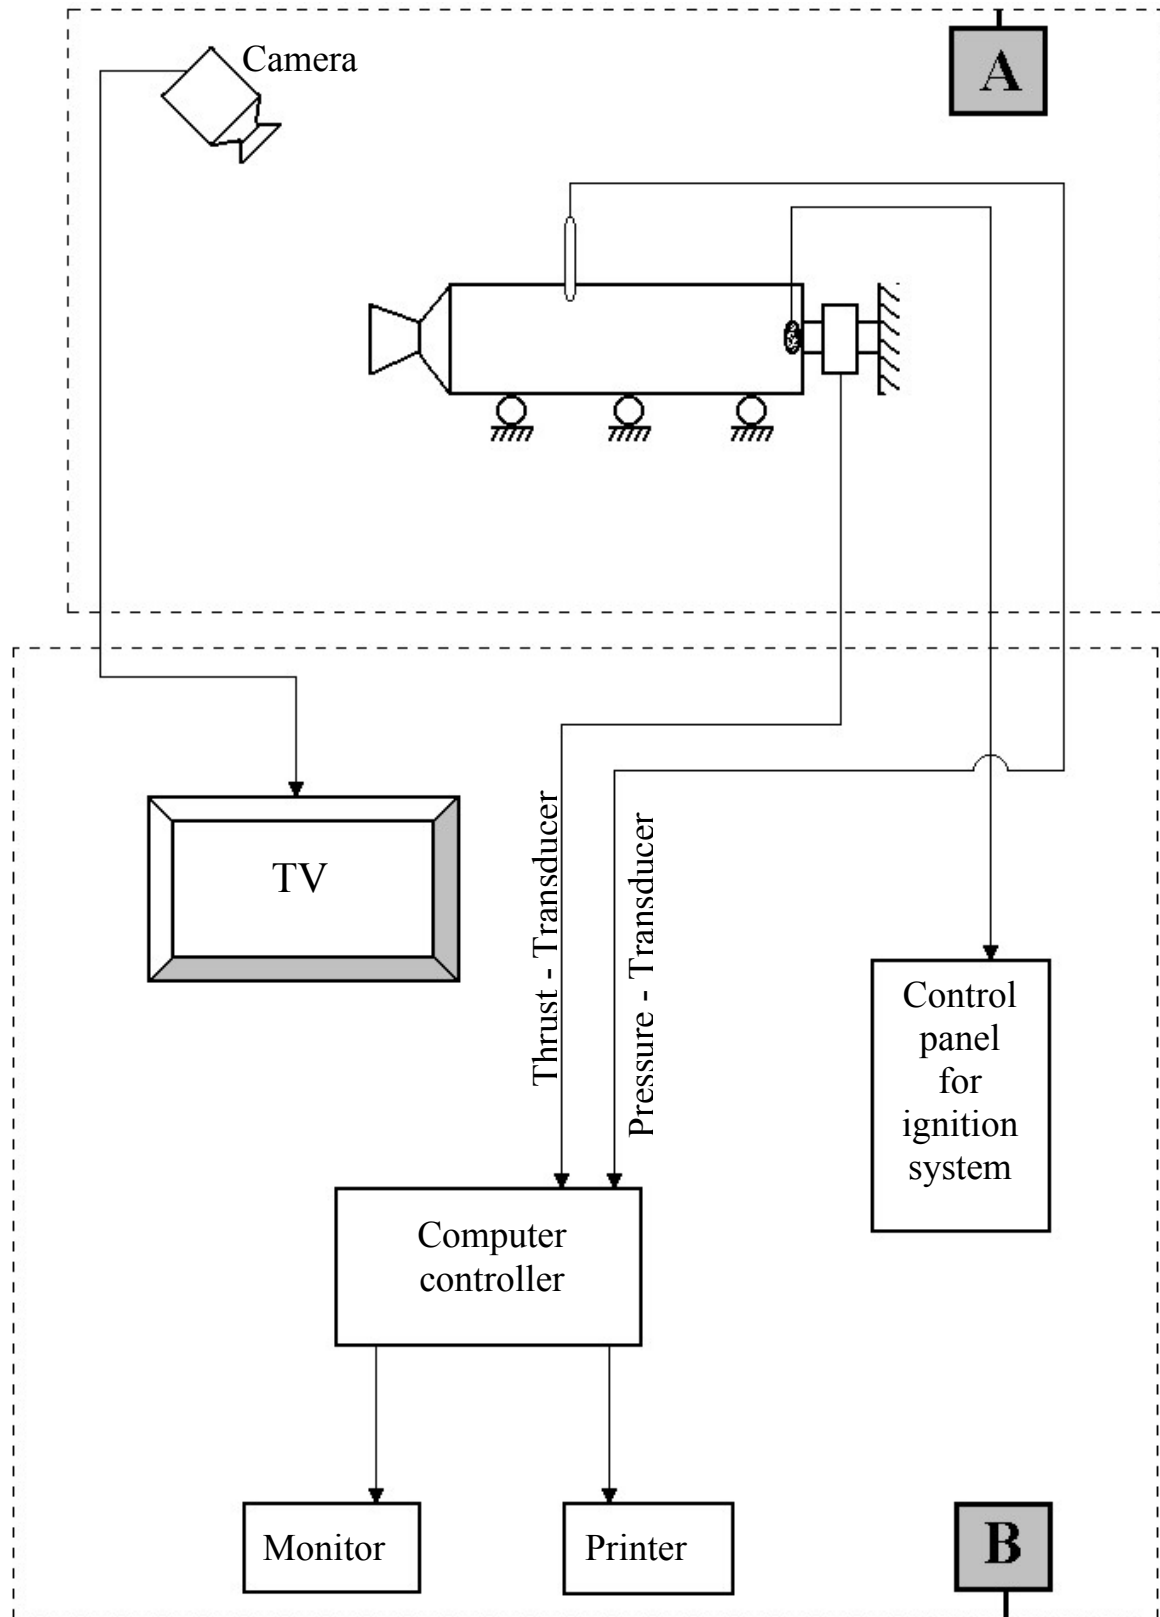 Camera
A
TV
Thrust - Transducer
Pressure - Transducer
Control
panel
for
ignition
system
Computer
controller
Monitor
Printer
B